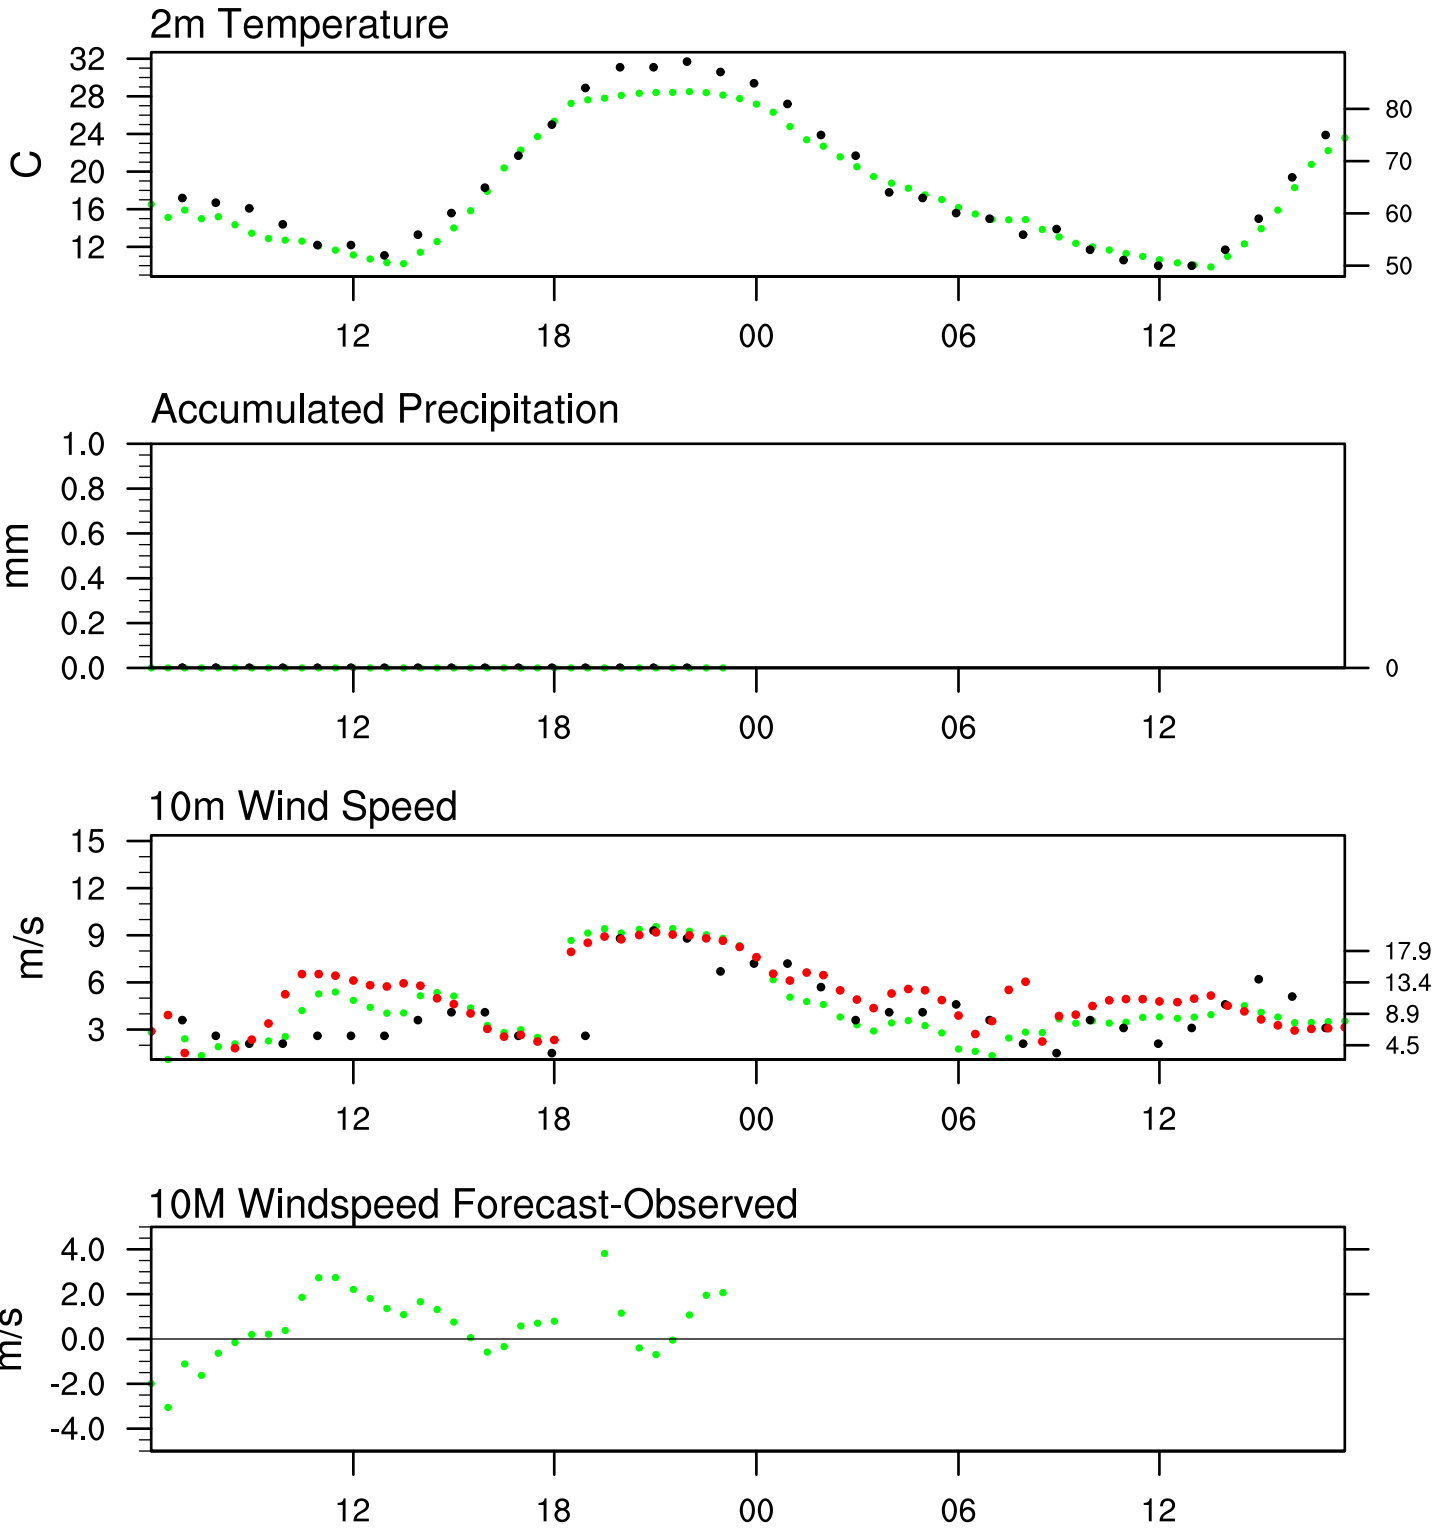 2m Temperature
32
28
24
20
16
12
C
80
70
60
50
12 18 00 06 12
Accumulated Precipitation
1.0
0.8
0.6
0.4
0.2
0.0
mm
0
12 18 00 06 12
10m Wind Speed
15
12
9
6
3
m/s
17.9
13.4
8.9
4.5
12 18 00 06 12
10M Windspeed Forecast-Observed
4.0
2.0
0.0
-2.0
-4.0
m/s
12 18 00 06 12